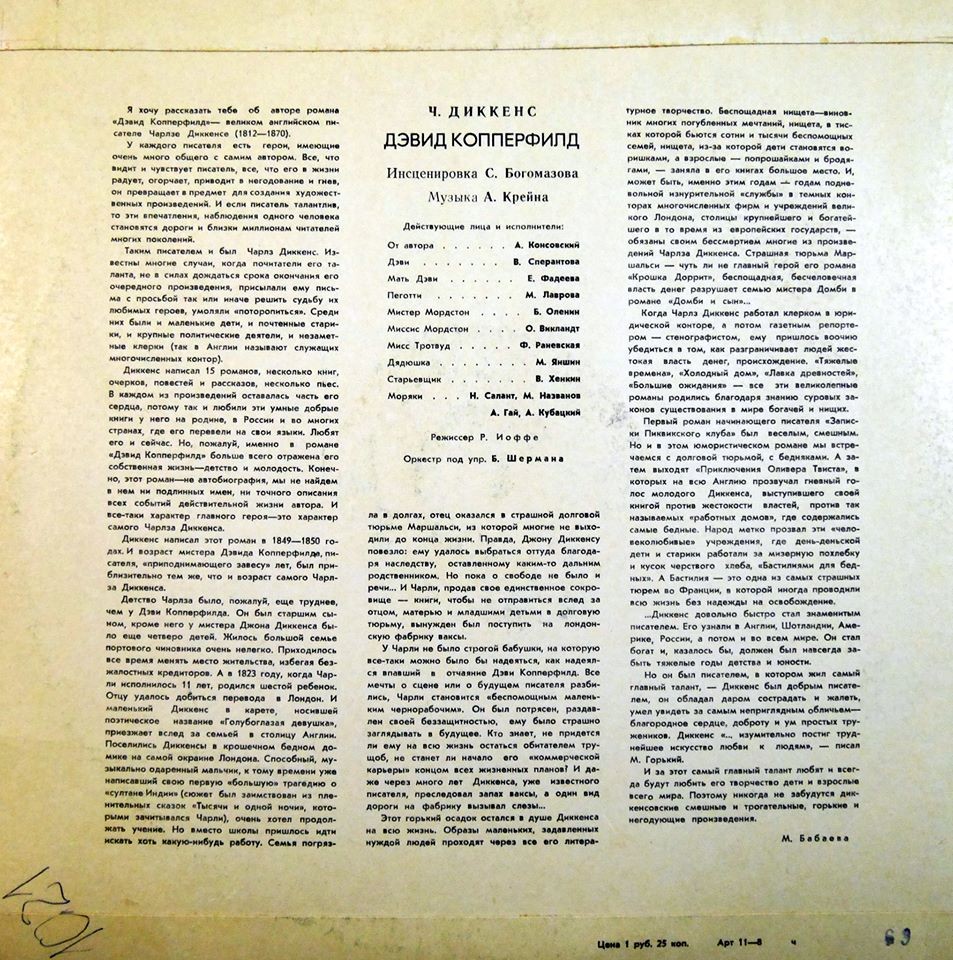 Я хочу рассказать тебе об авторе романа
«Дэвид Копперфилд»— великом английском пи-
сателе Чарлзе Диккенсе (1812—1870).
У каждого писателя есть герои, имеющие
очень много общего с самим автором. Все, что
видит и чувствует писатель, все, что его в жизни
радует, огорчает, приводит в негодование и гнев,
он превращает в предмет для создания художест-
венных произведений. И если писатель талантлив,
то эти впечатления, наблюдения одного человека
становятся дороги и близки миллионам читателей
многих поколений.
Таким писателем и был Чарлз Диккенс. Из-
вестны многие случаи, когда почитатели его та-
ланта, не в силах дождаться срока окончания его
очередного произведения, присылали ему пись-
ма с просьбой так или иначе решить судьбу их
любимых героев, умоляли «поторопиться». Среди
них были и маленькие дети, и почтенные стари-
ки, и крупные политические деятели, и незамет-
ные клерки (так в Англии называют служащих
многочисленных контор).
Диккенс написал 15 романов, несколько книг,
очерков, повестей и рассказов, несколько пьес.
В каждом из произведений оставалась часть его
сердца, потому так и любили эти умные добрые
книги у него на родине, в России и во многих
странах, где его перевели на свои языки. Любят
его и сейчас. Но, пожалуй, именно в романе
«Дэвид Копперфилд» больше всего отражена его
собственная жизнь—детство и молодость. Конеч-
но, этот роман—не автобиография, мы не найдем
в нем ни подлинных имен, ни точного описания
всех событий действительной жизни автора. И
все-таки характер главного героя—это характер
самого Чарлза Диккенса.
Диккенс написал этот роман в 1849—1850 го-
дах. И возраст мистера Дэвида Копперфилда, пи-
сателя, «приподнимающего завесу» лет, был при-
близительно тем же, что и возраст самого Чарл-
за Диккенса.
Детство Чарлза было, пожалуй, еще труднее,
чем у Дэви Копперфилда. Он был старшим сы-
ном, кроме него у мистера Джона Диккенса бы-
ло еще четверо детей. Жилось большой семье
портового чиновника очень нелегко. Приходилось
все время менять место жительства, избегая без-
жалостных кредиторов. А в 1823 году, когда Чар-
ли исполнилось 11 лет, родился шестой ребенок.
Отцу удалось добиться перевода в Лондон. И
маленький Диккенс в карете, носившей
поэтическое название «Голубоглазая девушка»,
приезжает вслед за семьей в столицу Англии.
Поселились Диккенсы в крошечном бедном до-
мике на самой окраине Лондона. Способный, му-
зыкально одаренный мальчик, к тому времени уже
написавший свою первую «большую» трагедию о
«султане Индии» (сюжет был заимствован из пле-
нительных сказок «Тысячи и одной ночи», кото-
рыми зачитывался Чарли), очень хотел продол-
жать учение. Но вместо школы пришлось идти
искать хоть какую-нибудь работу. Семья погряз-
Ч. ДИККЕНС
ДЭВИД КОППЕРФИЛД
Инсценировка С. Богомазова
Музыка А. Крейна
Действующие лица и исполнители:
От автора . . . . . . А. Консовский
Дэви . . . . . . . В. Сперантова
Мать Дэви . . . . . . Е. Фадеева
Пеготти . . . . . . . М. Лаврова
Мистер Мордстон . . . . Б. Оленин
Миссис Мордстон . . . . О. Викландт
Мисс Тротвуд . . . . . Ф. Раневская
Дядюшка . . . . . . . М. Яншин
Старьевщик . . . . . . В. Хенкин
Моряки . . . Н. Салант, М. Названов
А. Гай, А. Кубацкий
Режиссер Р. Иоффе
Оркестр под упр. Б. Шермана
ла в долгах, отец оказался в страшной долговой
тюрьме Маршальси, из которой многие не выхо-
дили до конца жизни. Правда, Джону Диккенсу
повезло: ему удалось выбраться оттуда благода-
ря наследству, оставленному каким-то дальним
родственником. Но пока о свободе не было и
речи... И Чарли, продав свое единственное сокро-
вище — книги, чтобы не отправиться вслед за
отцом, матерью и младшими детьми в долговую
тюрьму, вынужден был поступить на лондон-
скую фабрику ваксы.
У Чарли не было строгой бабушки, на которую
все-таки можно было бы надеяться, как надеял-
ся впавший в отчаяние Дэви Копперфилд. Все
мечты о сцене или о будущем писателя разби-
лись, Чарли становится «беспомощным малень-
ким чернорабочим». Он был потрясен, раздав-
лен своей беззащитностью, ему было страшно
заглядывать в будущее. Кто знает, не придется
ли ему на всю жизнь остаться обитателем тру-
щоб, не станет ли начало его «коммерческой
карьеры» концом всех жизненных планов! И да-
же через много лет Диккенса, уже известного
писателя, преследовал запах ваксы, а один вид
дороги на фабрику вызывал слезы...
Этот горький осадок остался в душе Диккенса
на всю жизнь. Образы маленьких, задавленных
нуждой людей проходят через все его литера-
турное творчество. Беспощадная нищета—винов-
ник многих погубленных мечтаний, нищета, в тис-
ках которой бьются сотни и тысячи беспомощных
семей, нищета, из-за которой дети становятся во-
ришками, а взрослые — попрошайками и бродя-
гами, — заняла в его книгах большое место. И,
может быть, именно этим годам — годам подне-
вольной изнурительной «службы» в темных кон-
торах многочисленных фирм и учреждений вели-
кого Лондона, столицы крупнейшего и богатей-
шего в то время из европейских государств, —
обязаны своим бессмертием многие из произве-
дений Чарлза Диккенса. Страшная тюрьма Мар-
шальси — чуть ли не главный герой его романа
«Крошка Доррит», беспощадная, бесчеловечная
власть денег разрушает семью мистера Домби в
романе «Домби и сын»...
Когда Чарлз Диккенс работал клерком в юри-
дической конторе, а потом газетным репорте-
ром — стенографистом, ему пришлось воочию
убедиться в том, как разграничивает людей жес-
токая власть денег, происхождение. «Тяжелые
времена», «Холодный дом», «Лавка древностей»,
«Большие ожидания» — все эти великолепные
романы родились благодаря знанию суровых за-
конов существования в мире богачей и нищих.
Первый роман начинающего писателя «Запис-
ки Пиквикского клуба» был веселым, смешным.
Но и в этом юмористическом романе мы встре-
чаемся с долговой тюрьмой, с бедняками. А за-
тем выходят «Приключения Оливера Твиста», в
которых на всю Англию прозвучал гневный го-
лос молодого Диккенса, выступившего своей
книгой против жестокости властей, против так
называемых «работных домов», где содержались
самые бедные. Народ метко прозвал эти «чело-
веколюбивые» учреждения, где день-деньской
дети и старики работали за мизерную похлебку
и кусок черствого хлеба, «Бастилиями для бед-
ных». А Бастилия — это одна из самых страшных
тюрем во Франции, в которой иногда проводили
всю жизнь без надежды на освобождение.
...Диккенс довольно быстро стал знаменитым
писателем. Его узнали в Англии, Шотландии, Аме-
рике, России, а потом и во всем мире. Он стал
богат и, казалось бы, должен был навсегда за-
быть тяжелые годы детства и юности.
Но он был писателем, в котором жил самый
главный талант, — Диккенс был добрым писате-
лем, он обладал даром сострадать и жалеть,
умел увидеть за самым неприглядным обличьем—
благородное сердце, доброту и ум простых тру-
жеников. Диккенс «... изумительно постиг труд-
нейшее искусство любви к людям», — писал
М. Горький.
И за этот самый главный талант любят и всег-
да будут любить его творчество дети и взрослые
всего мира. Поэтому никогда не забудутся дик-
кенсовские смешные и трогательные, горькие и
негодующие произведения.
М. Бабаева
Цена 1 руб. 25 коп. Арт 11—8 ч